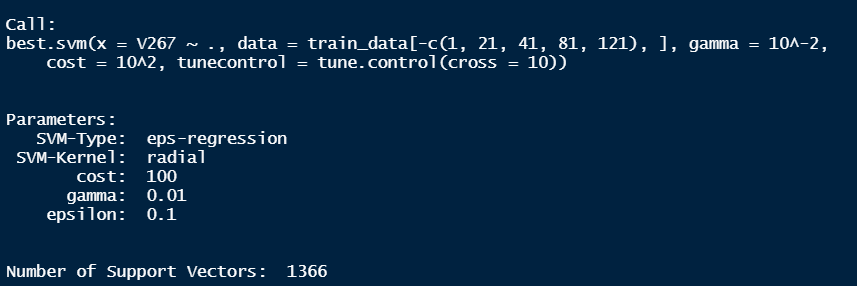 Call:
best.svm(x = V267 ~ ., data = train_data[-c(1, 21, 41, 81, 121), ], gamma = 10^-2,
    cost = 10^2, tunecontrol = tune.control(cross = 10))
Parameters:
   SVM-Type:  eps-regression
 SVM-Kernel:  radial
       cost:  100
      gamma:  0.01
    epsilon:  0.1
Number of Support Vectors:  1366